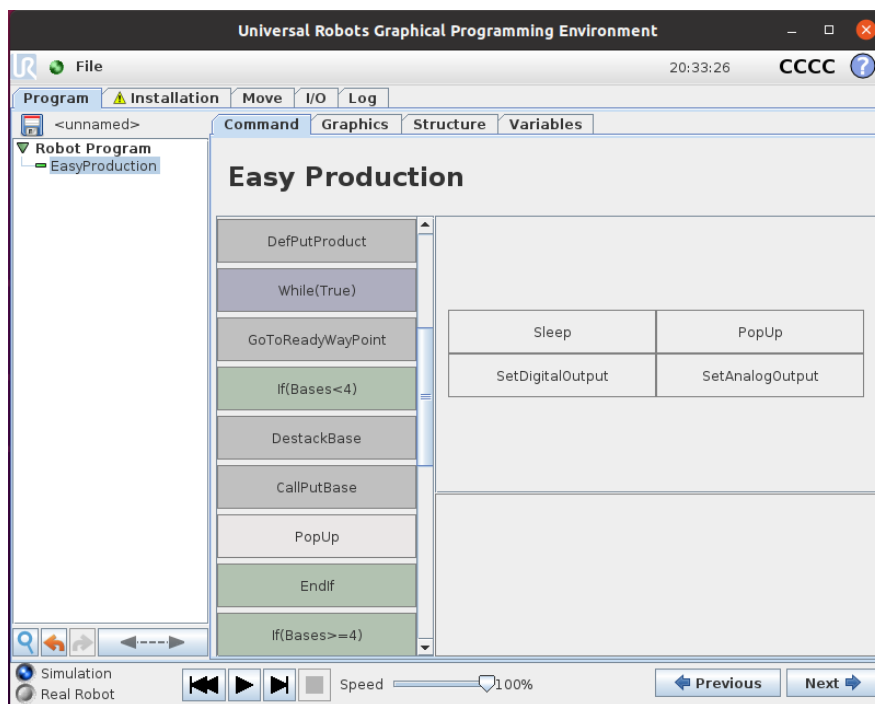 Universal Robots Graphical Programming Environment
UR File 20:33:26 CCCC ?
Program Installation Move I/O Log
<unnamed> Command Graphics Structure Variables
Robot Program
EasyProduction
Easy Production
DefPutProduct
While(True)
GoToReadyWayPoint
If(Bases<4)
DestackBase
CallPutBase
PopUp
EndIf
If(Bases>=4)
Sleep PopUp
SetDigitalOutput SetAnalogOutput
Simulation
Real Robot
Speed 100%
Previous Next